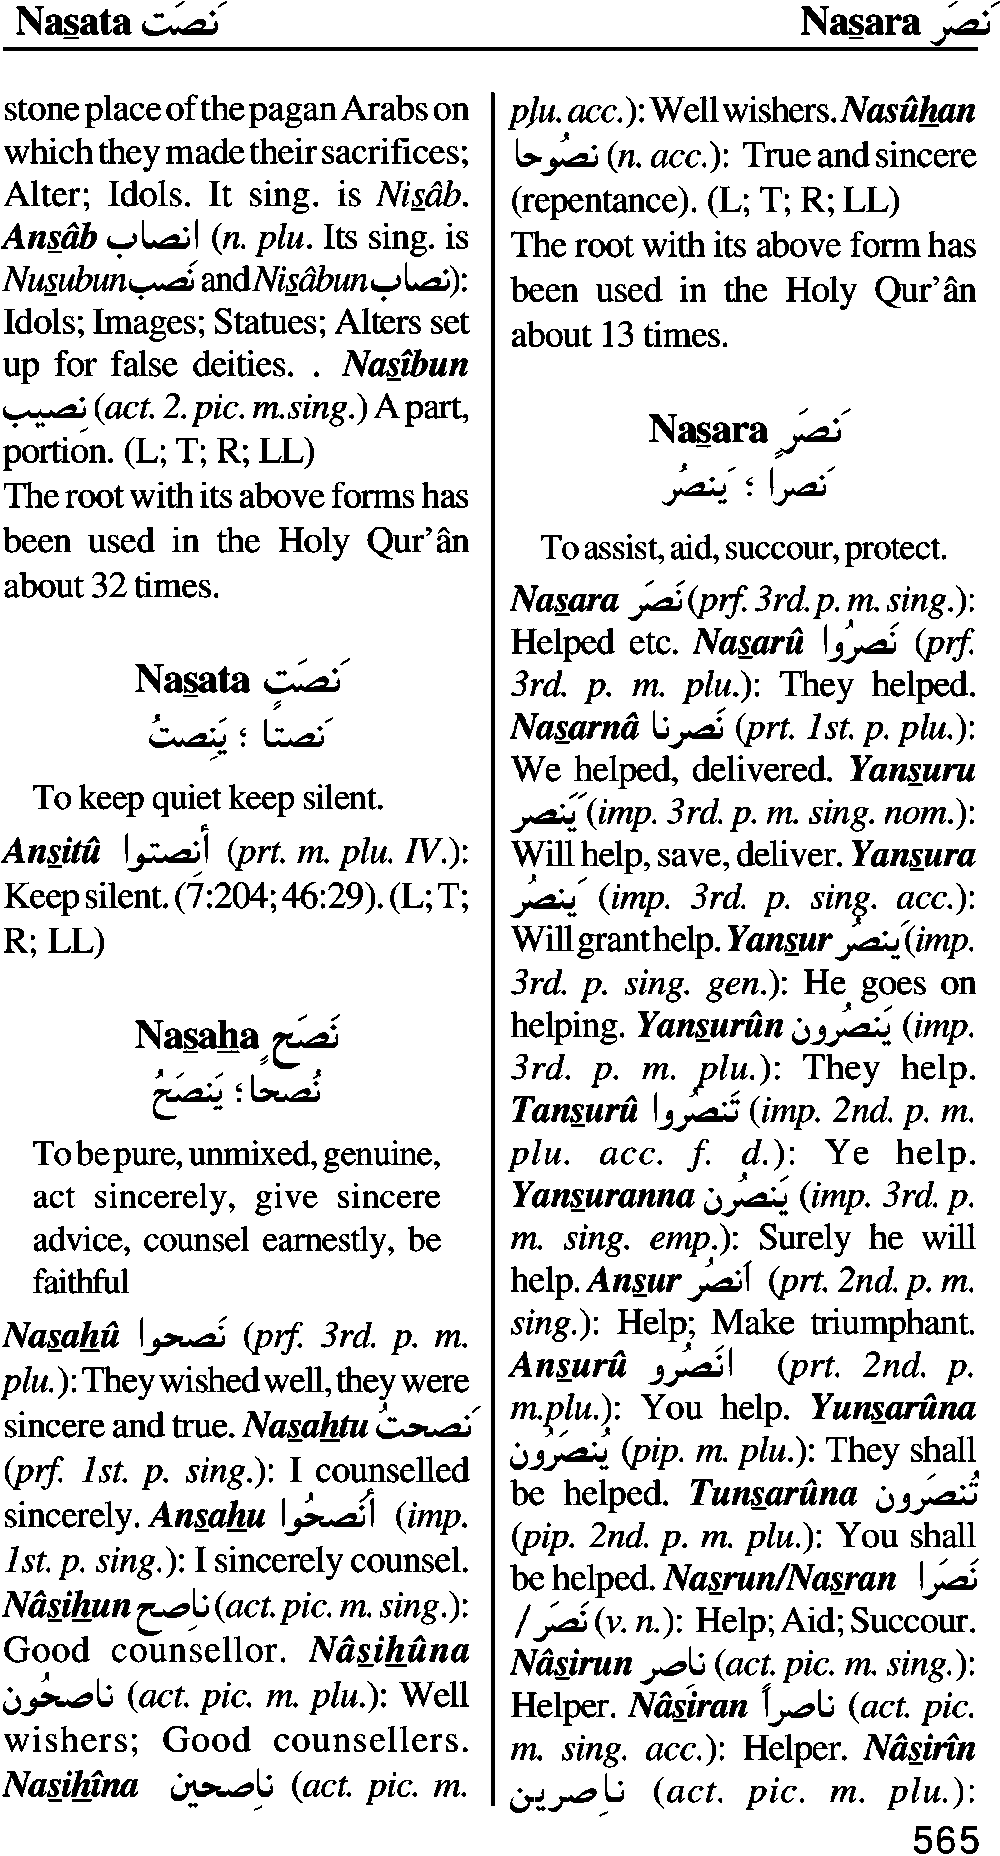 Nasata نَصَتَ
Nasara نَصَرَ
stone place of the pagan Arabs on
which they made their sacrifices;
Alter; Idols. It sing. is Nisâb.
Ansâb انصاب (n. plu. Its sing. is
Nusubun نَصب and Nisâbun نصاب):
Idols; Images; Statues; Alters set
up for false deities. . Nasîbun
نَصِيب (act. 2. pic. m.sing.) A part,
portion. (L; T; R; LL)
The root with its above forms has
been used in the Holy Qur’ân
about 32 times.
Nasata نَصَتٍ
نَصتا ؛ يَنِصتُ
To keep quiet keep silent.
Ansitû أنصِتوا (prt. m. plu. IV.):
Keep silent. (7:204; 46:29). (L; T;
R; LL)
Nasaha نَصَحٍ
نُصحا ؛ يَنصَحُ
To be pure, unmixed, genuine,
act sincerely, give sincere
advice, counsel earnestly, be
faithful
Nasahû نَصحوا (prf. 3rd. p. m.
plu.): They wished well, they were
sincere and true. Nasahtu نَصحتُ
(prf. 1st. p. sing.): I counselled
sincerely. Ansahu أَنصحُوا (imp.
1st. p. sing.): I sincerely counsel.
Nâsihun ناصِح (act. pic. m. sing.):
Good counsellor. Nâsihûna
ناصحُون (act. pic. m. plu.): Well
wishers; Good counsellers.
Nasihîna ناصِحين (act. pic. m.
plu. acc.): Well wishers. Nasûhan
نصُوحا (n. acc.): True and sincere
(repentance). (L; T; R; LL)
The root with its above form has
been used in the Holy Qur’ân
about 13 times.
Nasara نَصَرٍ
نَصرا ؛ يَنصُر
To assist, aid, succour, protect.
Nasara نَصَر (prf. 3rd. p. m. sing.):
Helped etc. Nasarû نَصرُوا (prf.
3rd. p. m. plu.): They helped.
Nasarnâ نَصرنا (prt. 1st. p. plu.):
We helped, delivered. Yansuru
يَنصر (imp. 3rd. p. m. sing. nom.):
Will help, save, deliver. Yansura
يَنصُر (imp. 3rd. p. sing. acc.):
Will grant help. Yansur يَنصُر (imp.
3rd. p. sing. gen.): He goes on
helping. Yansurûn يَنصُرون (imp.
3rd. p. m. plu.): They help.
Tansurû تَنصُروا (imp. 2nd. p. m.
plu. acc. f. d.): Ye help.
Yansuranna يَنصُرن (imp. 3rd. p.
m. sing. emp.): Surely he will
help. Ansur اَنصُر (prt. 2nd. p. m.
sing.): Help; Make triumphant.
Ansurû انَصُرو (prt. 2nd. p.
m.plu.): You help. Yunsarûna
يُنصَرُون (pip. m. plu.): They shall
be helped. Tunsarûna تُنصَرون
(pip. 2nd. p. m. plu.): You shall
be helped. Nasrun/Nasran نَصرَا
/نَصَر (v. n.): Help; Aid; Succour.
Nâsirun ناصِر (act. pic. m. sing.):
Helper. Nâsiran ناصراً (act. pic.
m. sing. acc.): Helper. Nâsirîn
ناصِرين (act. pic. m. plu.):
565